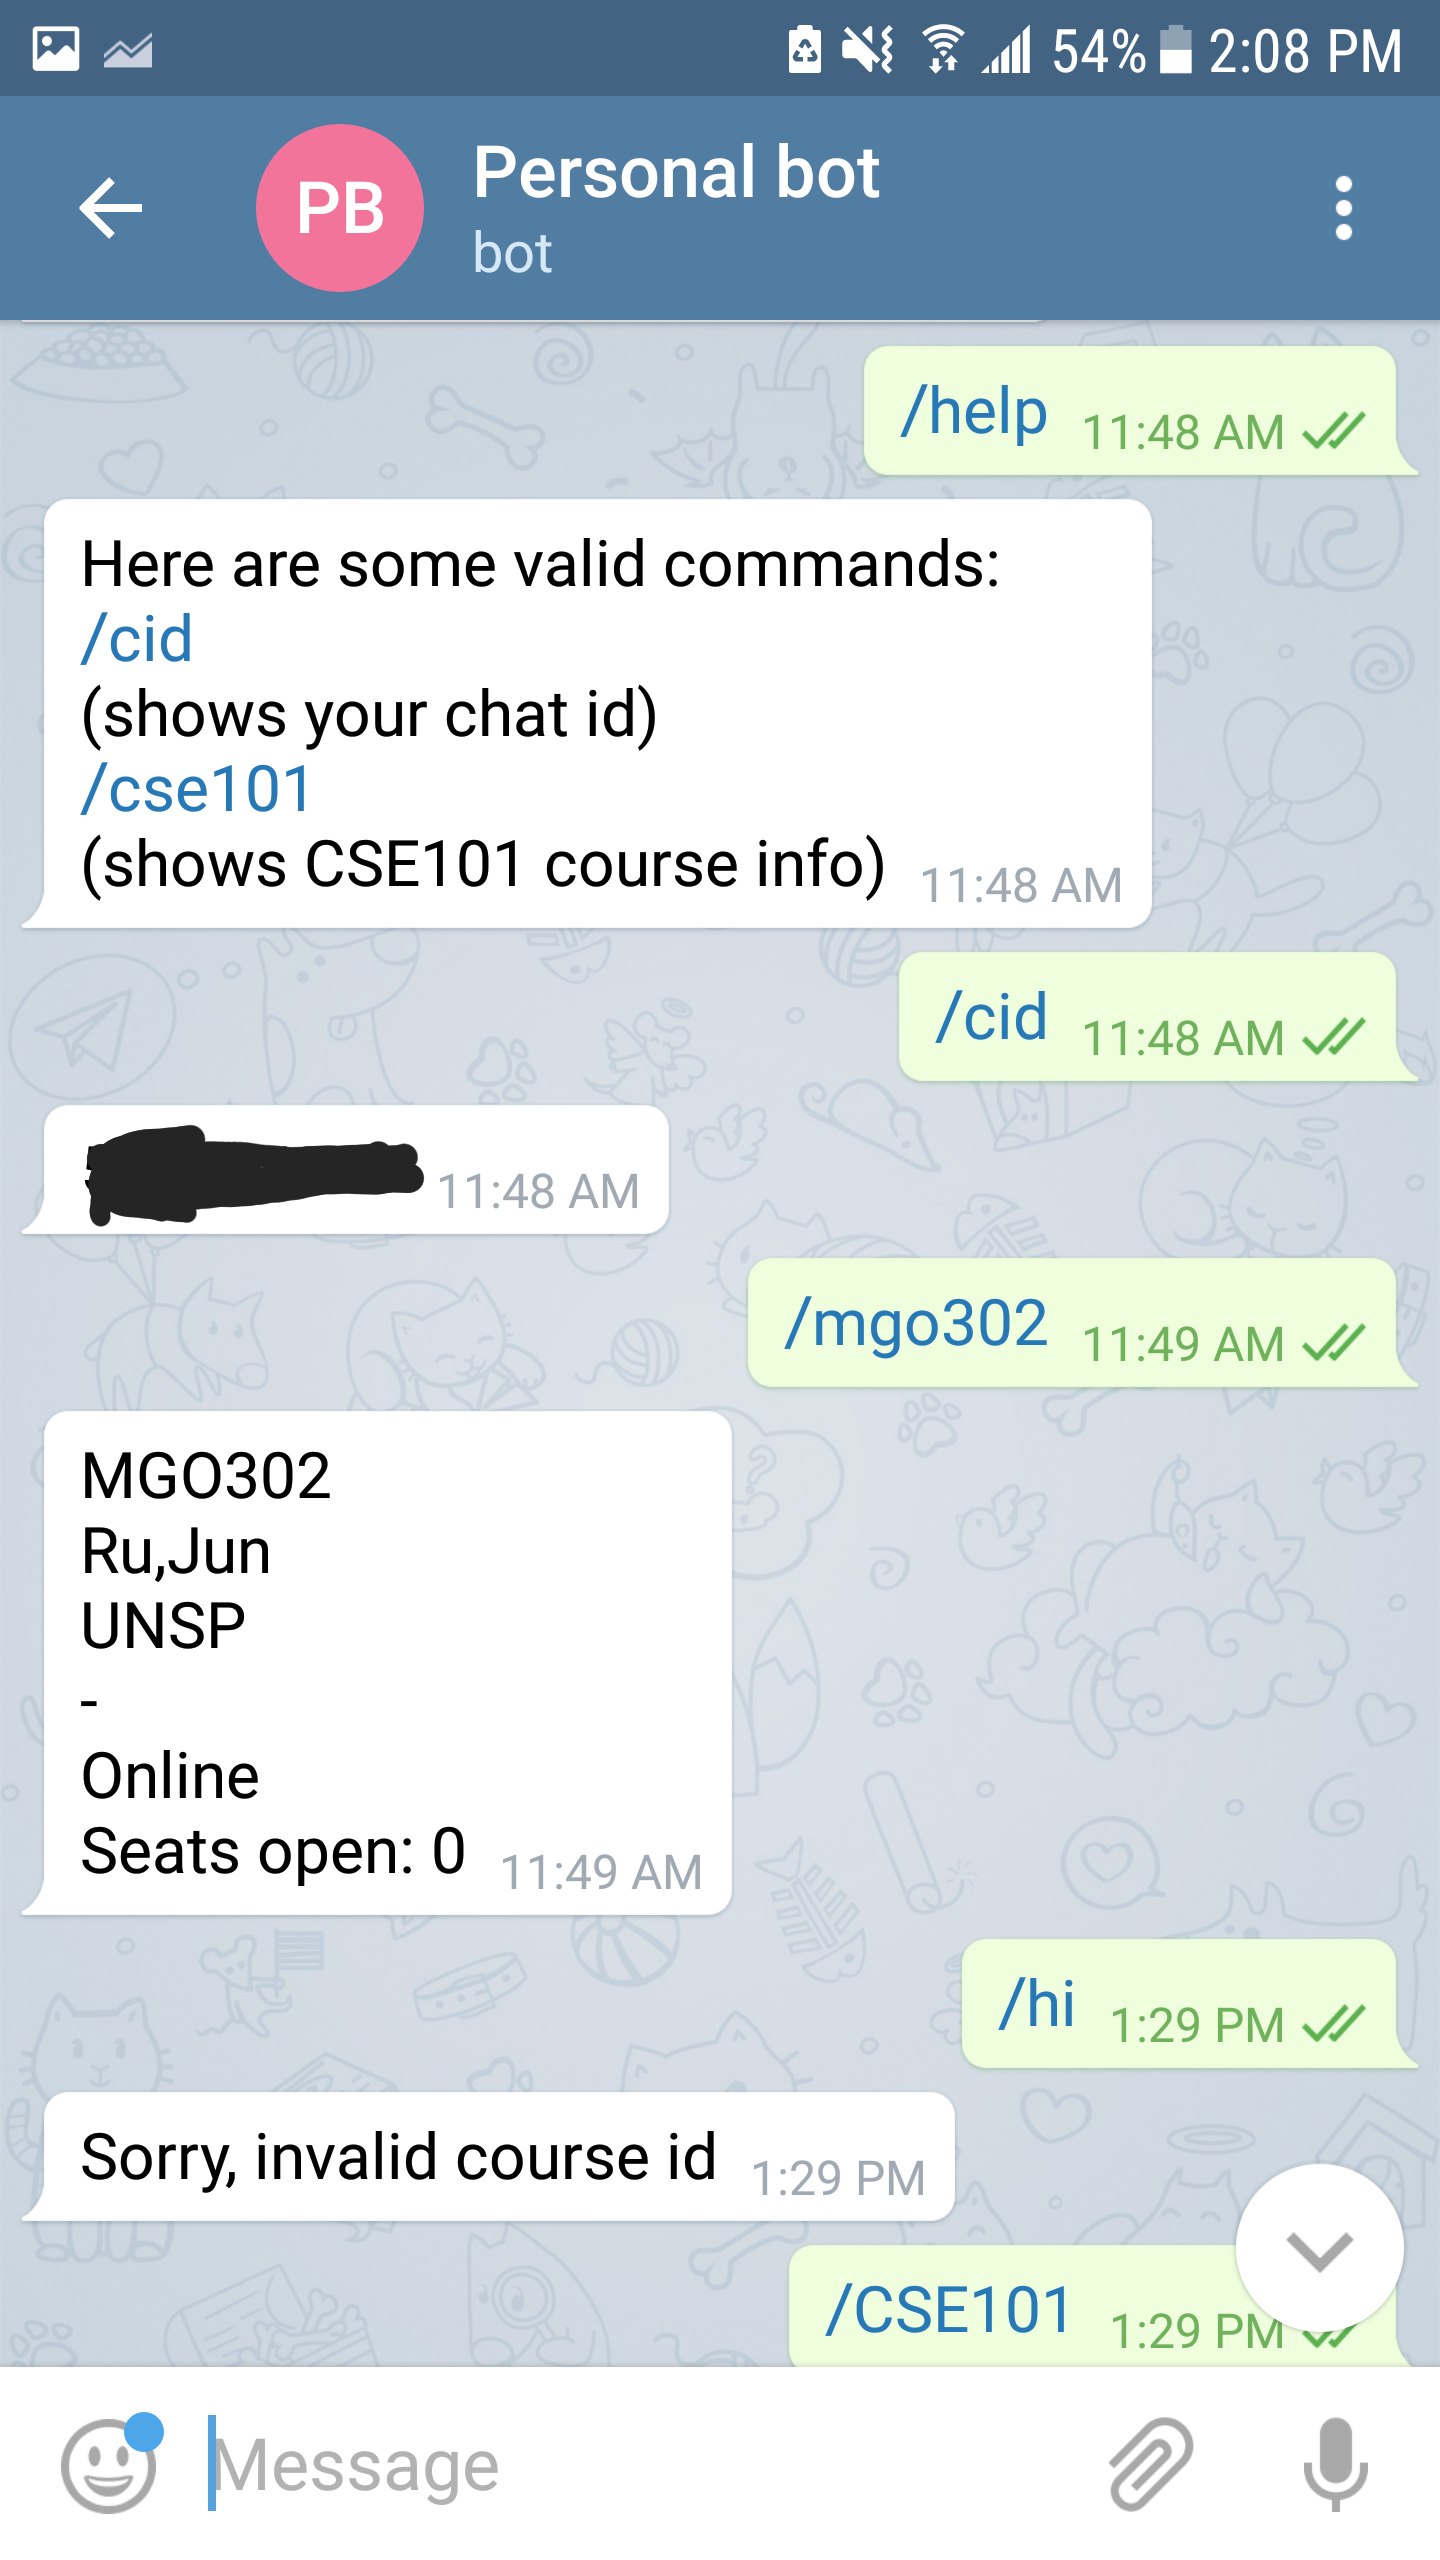 54% 2:08 PM
PB
Personal bot
bot
/help 11:48 AM
Here are some valid commands:
/cid
(shows your chat id)
/cse101
(shows CSE101 course info) 11:48 AM
/cid 11:48 AM
11:48 AM
/mgo302 11:49 AM
MGO302
Ru,Jun
UNSP
-
Online
Seats open: 0 11:49 AM
/hi 1:29 PM
Sorry, invalid course id 1:29 PM
/CSE101 1:29 PM
Message